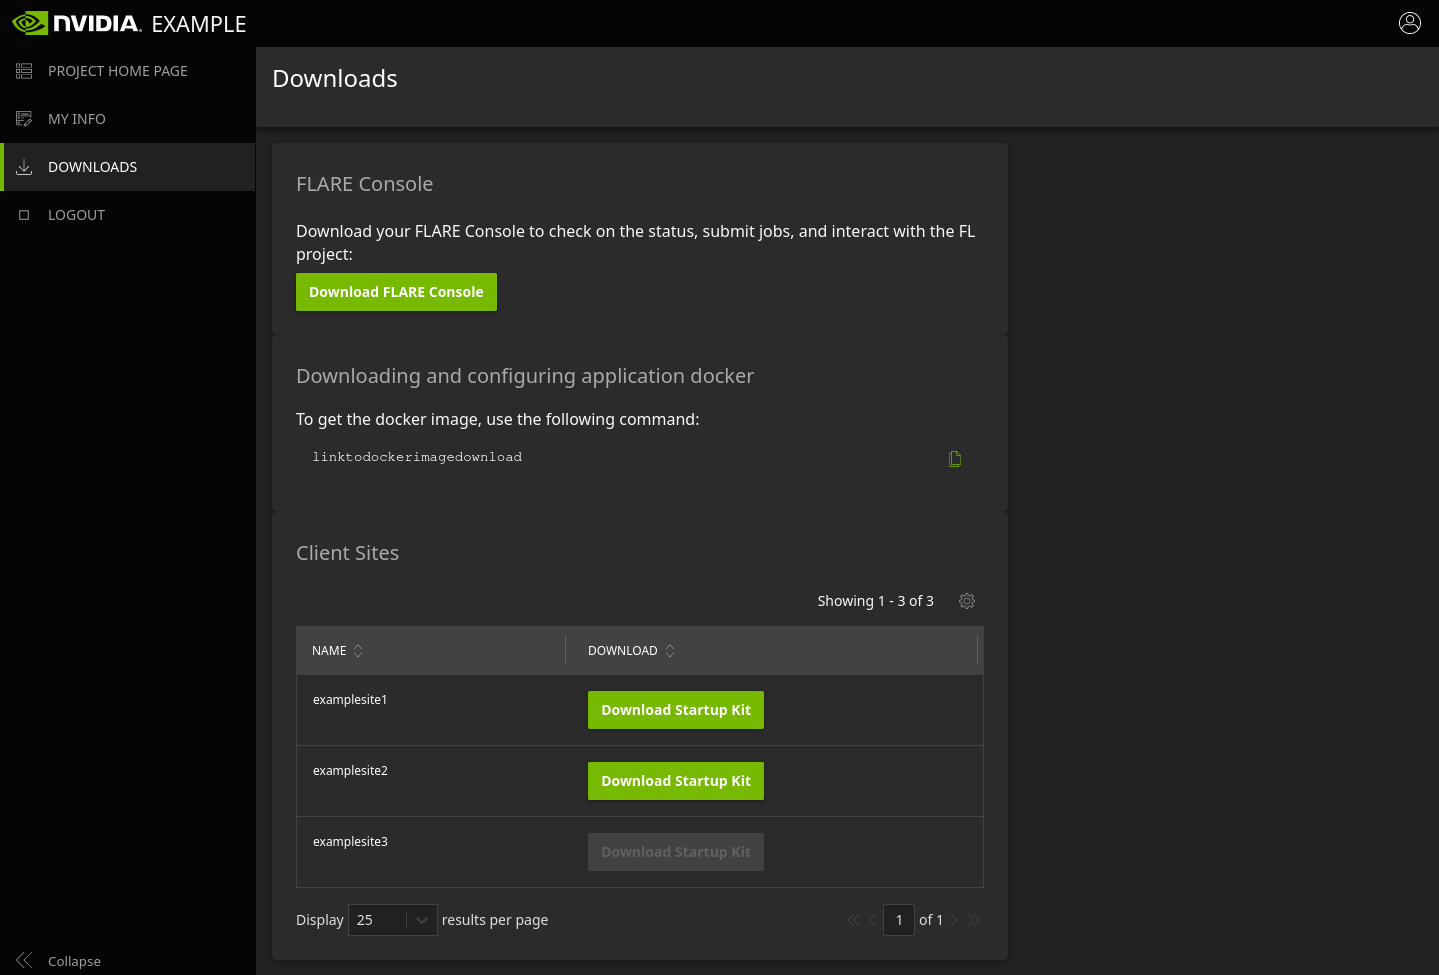 NVIDIA. EXAMPLE
PROJECT HOME PAGE
MY INFO
DOWNLOADS
LOGOUT
Collapse
Downloads
FLARE Console
Download your FLARE Console to check on the status, submit jobs, and interact with the FL
project:
Download FLARE Console
Downloading and configuring application docker
To get the docker image, use the following command:
linktodockerimagedownload
Client Sites
Showing 1 - 3 of 3
NAME DOWNLOAD
examplesite1 Download Startup Kit
examplesite2 Download Startup Kit
examplesite3 Download Startup Kit
Display 25 results per page 1 of 1